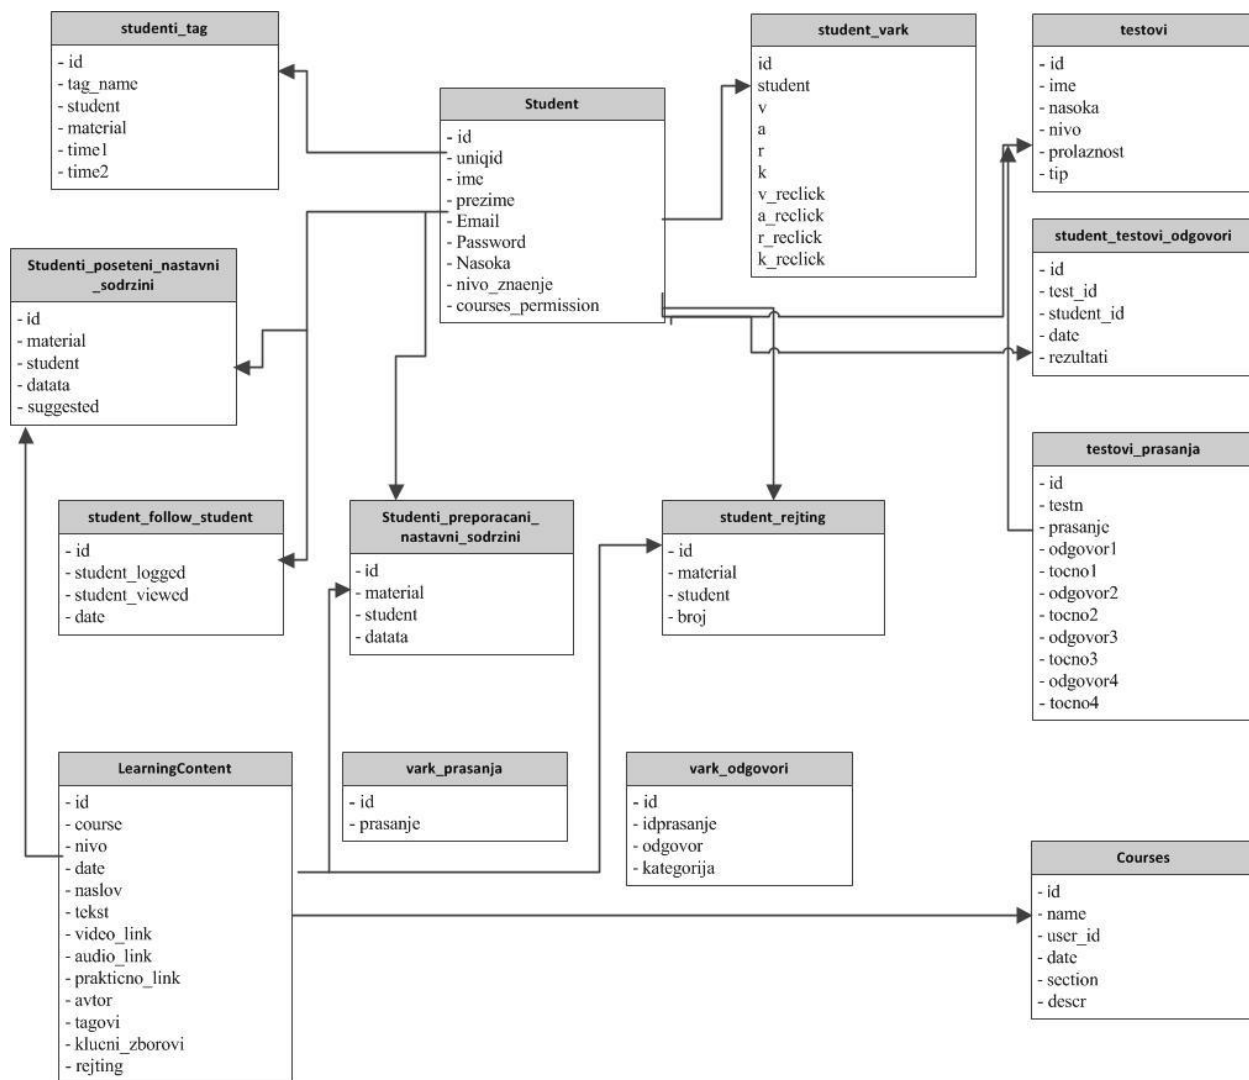 studenti_tag
- id
- tag_name
- student
- material
- time1
- time2
Student
- id
- uniqid
- ime
- prezime
- Email
- Password
- Nasoka
- nivo_znaenje
- courses_permission
student_vark
id
student
v
a
r
k
v_reclick
a_reclick
r_reclick
k_reclick
testovi
- id
- ime
- nasoka
- nivo
- prolaznost
- tip
student_testovi_odgovori
- id
- test_id
- student_id
- date
- rezultati
Studenti_poseteni_nastavni
_sodrzini
- id
- material
- student
- datata
- suggested
testovi_prasanja
- id
- testn
- prasanje
- odgovor1
- tocno1
- odgovor2
- tocno2
- odgovor3
- tocno3
- odgovor4
- tocno4
student_follow_student
- id
- student_logged
- student_viewed
- date
Studenti_preporacani_
nastavni_sodrzini
- id
- material
- student
- datata
student_rejting
- id
- material
- student
- broj
LearningContent
- id
- course
- nivo
- date
- naslov
- tekst
- video_link
- audio_link
- prakticno_link
- avtor
- tagovi
- klucni_zborovi
- rejting
vark_prasanja
- id
- prasanje
vark_odgovori
- id
- idprasanje
- odgovor
- kategorija
Courses
- id
- name
- user_id
- date
- section
- descr